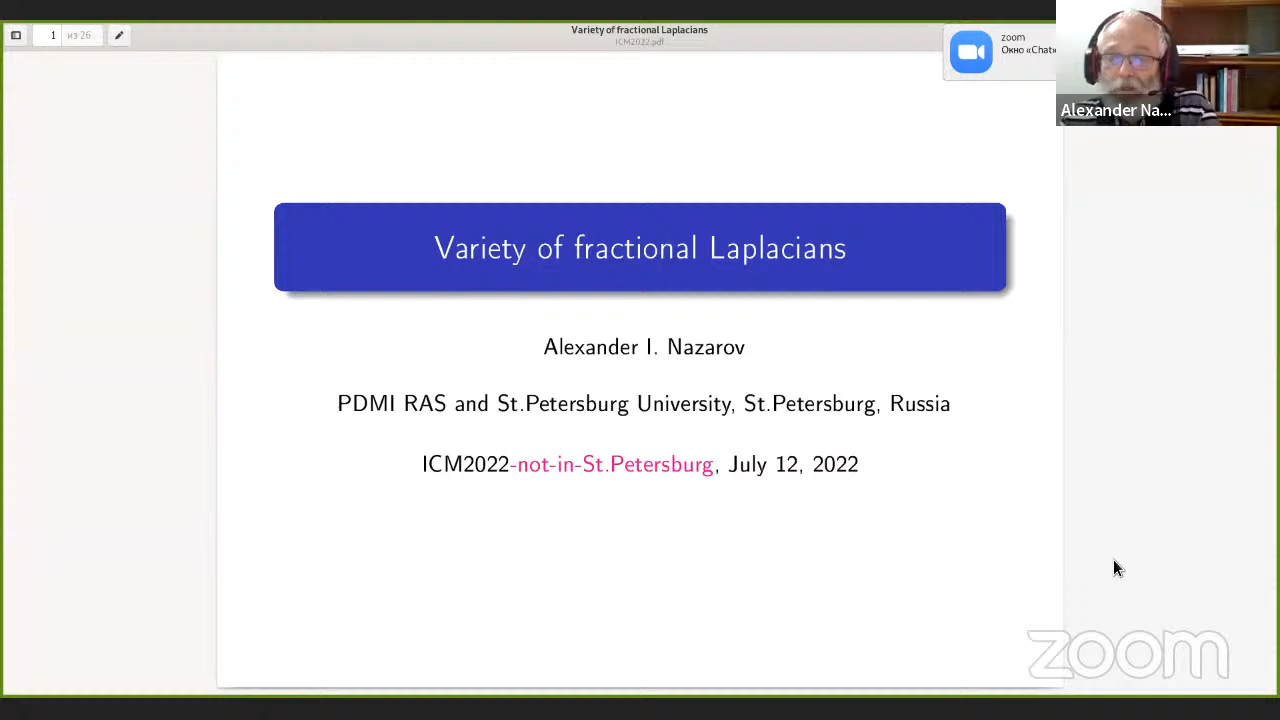 1
из 26
Variety of fractional Laplacians
ICM2022.pdf
zoom
Окно «Chat»
Alexander Na...
Variety of fractional Laplacians
Alexander I. Nazarov
PDMI RAS and St.Petersburg University, St.Petersburg, Russia
ICM2022-not-in-St.Petersburg, July 12, 2022
zoom